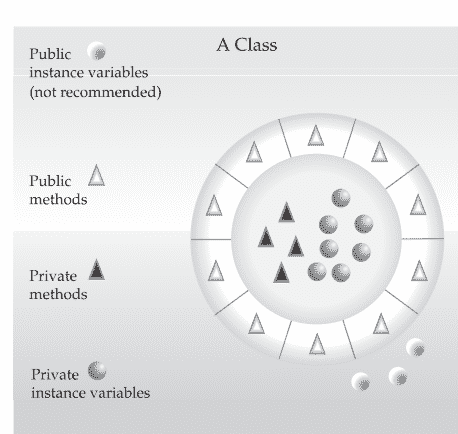 A Class
Public
instance variables
(not recommended)
Public
methods
Private
methods
Private
instance variables